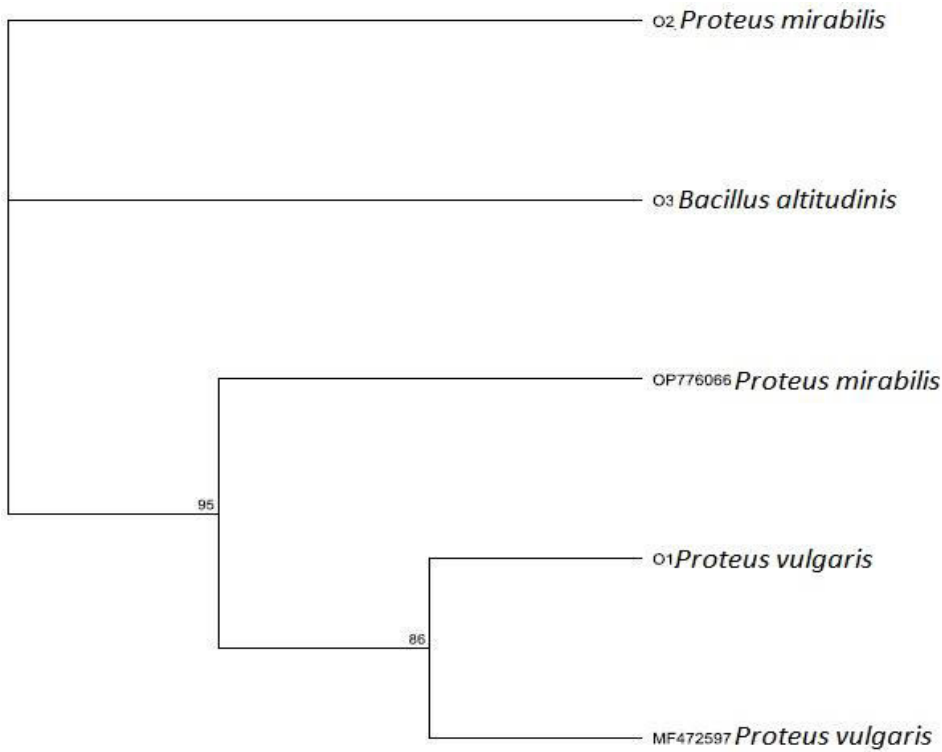 O2 Proteus mirabilis
O3 Bacillus altitudinis
OP776066 Proteus mirabilis
95
O1 Proteus vulgaris
86
MF472597 Proteus vulgaris